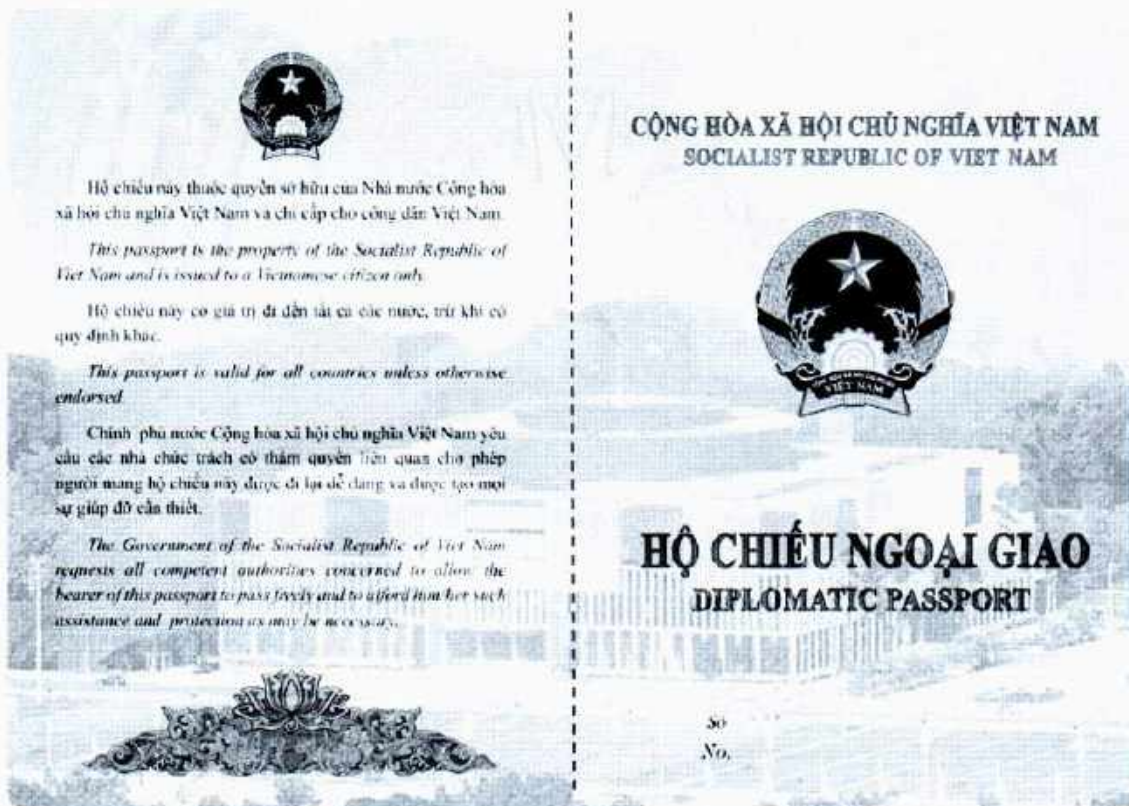 Hộ chiếu này thuộc quyền sở hữu của Nhà nước Cộng hòa
xã hội chủ nghĩa Việt Nam và chỉ cấp cho công dân Việt Nam.
This passport is the property of the Socialist Republic of
Viet Nam and is issued to a Vietnamese citizen only.
Hộ chiếu này có giá trị đi đến tất cả các nước, trừ khi có
quy định khác.
This passport is valid for all countries unless otherwise
endorsed
Chính phủ nước Cộng hòa xã hội chủ nghĩa Việt Nam yêu
cầu các nhà chức trách có thẩm quyền liên quan cho phép
người mang hộ chiếu này được đi lại dễ dàng và được tạo mọi
sự giúp đỡ cần thiết.
The Government of the Socialist Republic of Viet Nam
requests all competent authorities concerned to allow the
bearer of this passport to pass freely and to afford him/her such
assistance and protection as may be necessary.
CỘNG HÒA XÃ HỘI CHỦ NGHĨA VIỆT NAM
SOCIALIST REPUBLIC OF VIET NAM
VIỆT NAM
HỘ CHIẾU NGOẠI GIAO
DIPLOMATIC PASSPORT
Số
No.